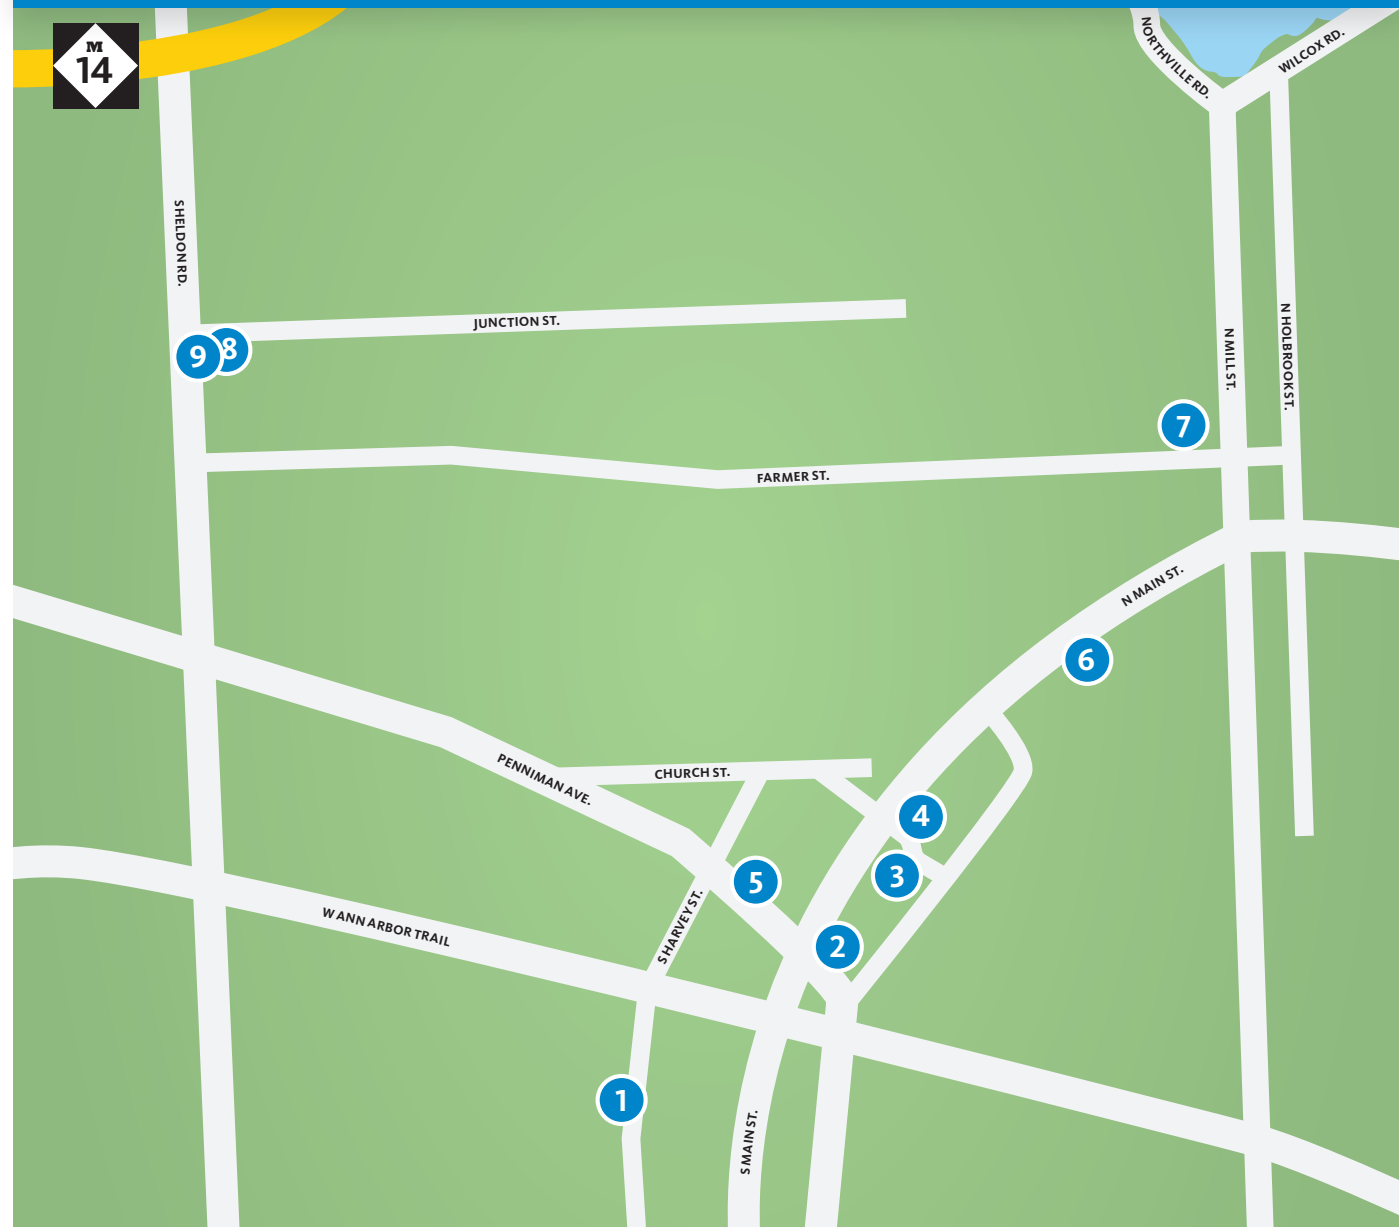 M
14
NORTHVILLE RD.
WILCOX RD.
SHELDON RD.
JUNCTION ST.
N MILL ST.
N HOLBROOK ST.
9
8
7
FARMER ST.
N MAIN ST.
6
PENNIMAN AVE.
CHURCH ST.
4
3
5
W ANN ARBOR TRAIL
S HARVEY ST.
2
1
S MAIN ST.